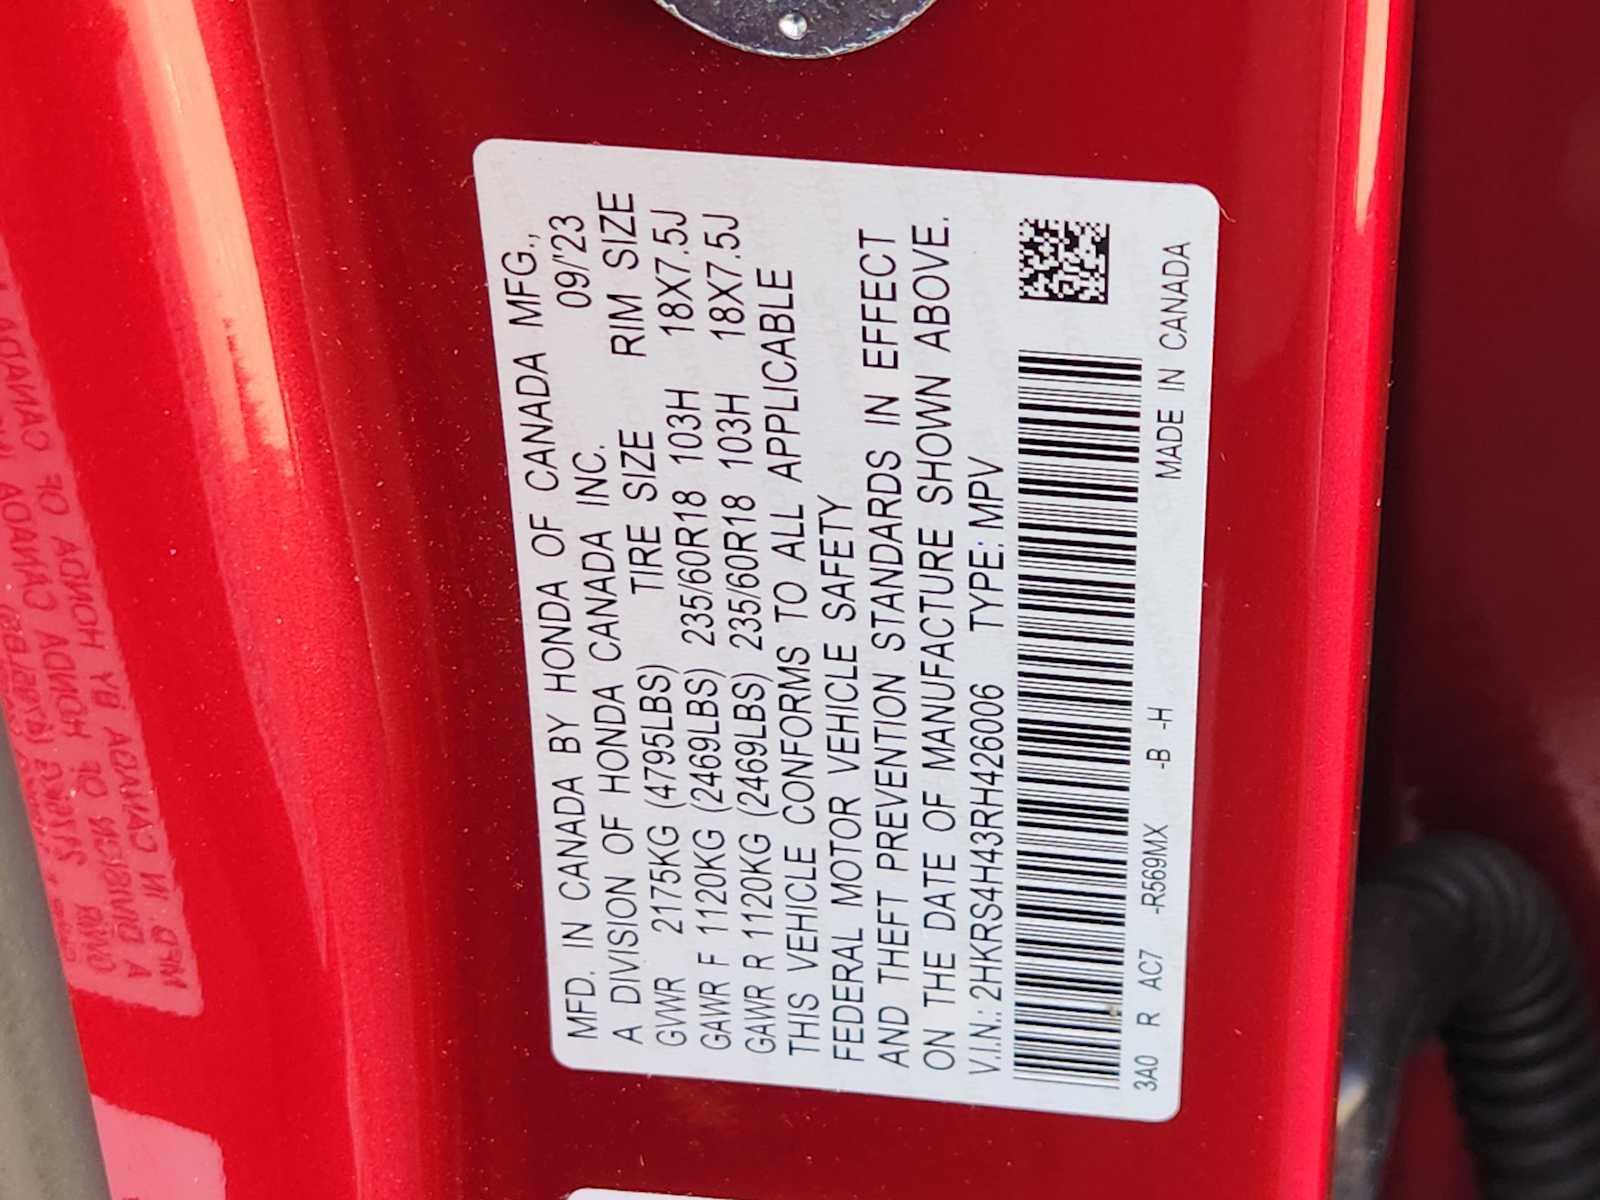 MFD. IN CANADA BY HONDA OF CANADA MFG.,
A DIVISION OF HONDA CANADA INC. 09/'23
GVWR 2175KG (4795LBS) TIRE SIZE RIM SIZE
GAWR F 1120KG (2469LBS) 235/60R18 103H 18X7.5J
GAWR R 1120KG (2469LBS) 235/60R18 103H 18X7.5J
THIS VEHICLE CONFORMS TO ALL APPLICABLE
FEDERAL MOTOR VEHICLE SAFETY
AND THEFT PREVENTION STANDARDS IN EFFECT
ON THE DATE OF MANUFACTURE SHOWN ABOVE.
V.I.N.: 2HKRS4H43RH426006 TYPE: MPV
3A0 R AC7 -R569MX -B -H MADE IN CANADA